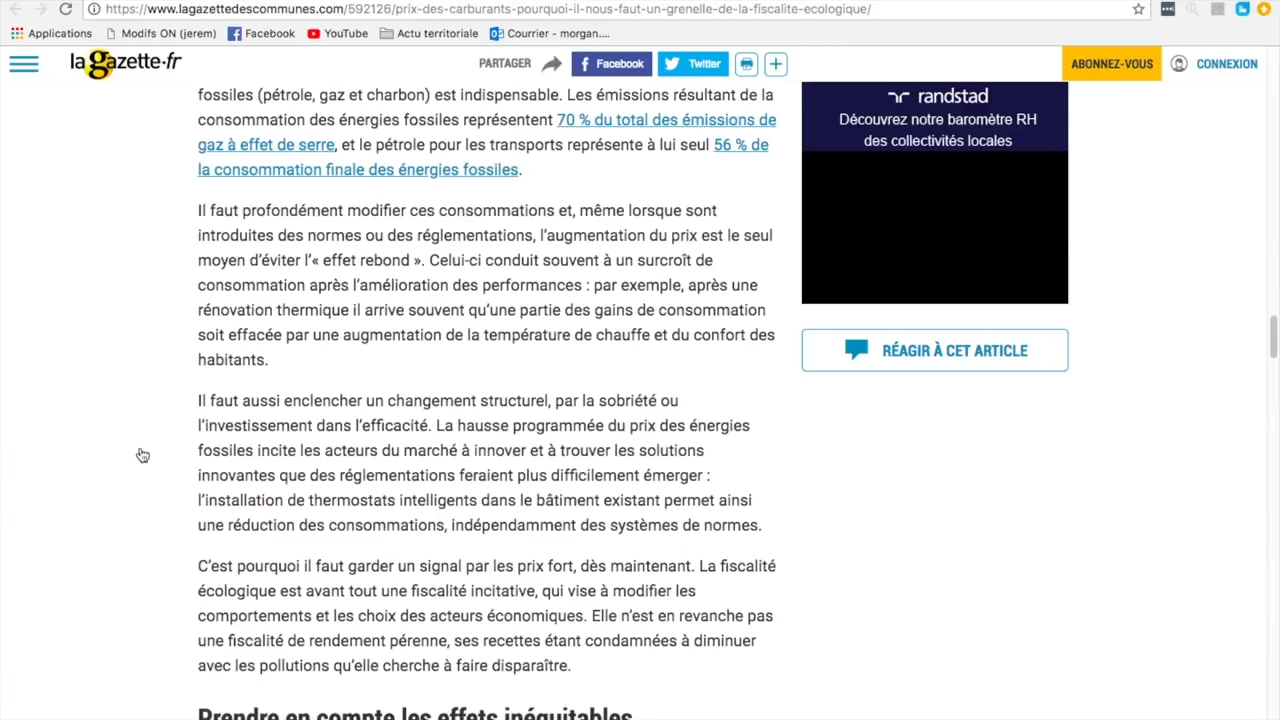 https://www.lagazettedescommunes.com/592126/prix-des-carburants-pourquoi-il-nous-faut-un-grenelle-de-la-fiscalite-ecologique/
Applications Modifs ON (jerem) Facebook YouTube Actu territoriale Courrier - morgan....
la gazette·fr PARTAGER Facebook Twitter ABONNEZ-VOUS CONNEXION
fossiles (pétrole, gaz et charbon) est indispensable. Les émissions résultant de la
consommation des énergies fossiles représentent 70 % du total des émissions de
gaz à effet de serre, et le pétrole pour les transports représente à lui seul 56 % de
la consommation finale des énergies fossiles.
Il faut profondément modifier ces consommations et, même lorsque sont
introduites des normes ou des réglementations, l'augmentation du prix est le seul
moyen d'éviter l'« effet rebond ». Celui-ci conduit souvent à un surcroît de
consommation après l'amélioration des performances : par exemple, après une
rénovation thermique il arrive souvent qu'une partie des gains de consommation
soit effacée par une augmentation de la température de chauffe et du confort des
habitants.
Il faut aussi enclencher un changement structurel, par la sobriété ou
l'investissement dans l'efficacité. La hausse programmée du prix des énergies
fossiles incite les acteurs du marché à innover et à trouver les solutions
innovantes que des réglementations feraient plus difficilement émerger :
l'installation de thermostats intelligents dans le bâtiment existant permet ainsi
une réduction des consommations, indépendamment des systèmes de normes.
C'est pourquoi il faut garder un signal par les prix fort, dès maintenant. La fiscalité
écologique est avant tout une fiscalité incitative, qui vise à modifier les
comportements et les choix des acteurs économiques. Elle n'est en revanche pas
une fiscalité de rendement pérenne, ses recettes étant condamnées à diminuer
avec les pollutions qu'elle cherche à faire disparaître.
Prendre en compte les effets inéquitables
randstad
Découvrez notre baromètre RH
des collectivités locales
RÉAGIR À CET ARTICLE